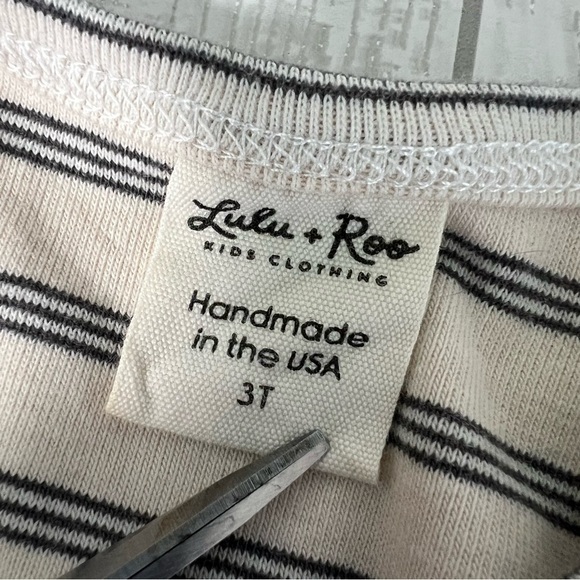 Lulu + Roo
KIDS CLOTHING
Handmade
in the USA
3T